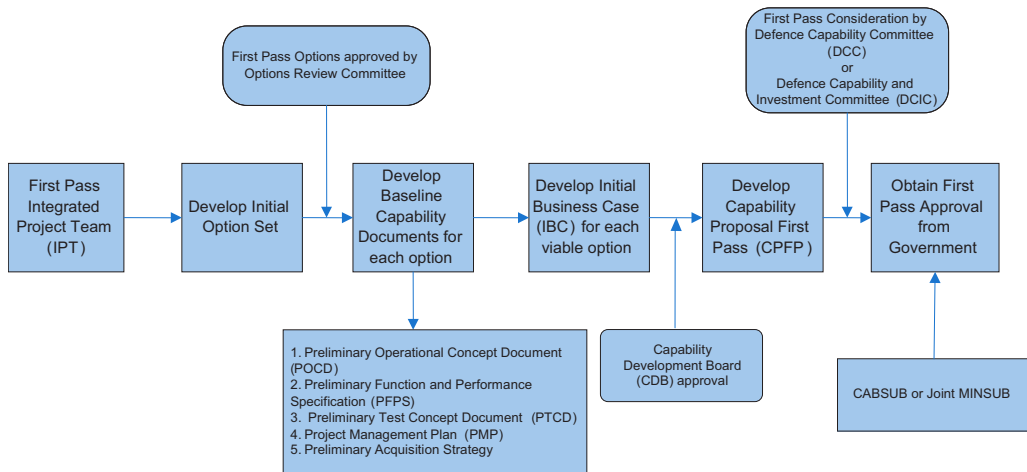 First Pass Options approved by
Options Review Committee
First Pass Consideration by
Defence Capability Committee
(DCC)
or
Defence Capability and
Investment Committee (DCIC)
First Pass
Integrated
Project Team
(IPT)
Develop Initial
Option Set
Develop
Baseline
Capability
Documents for
each option
Develop Initial
Business Case
(IBC) for each
viable option
Develop
Capability
Proposal First
Pass (CPFP)
Obtain First
Pass Approval
from
Government
1. Preliminary Operational Concept Document
(POCD)
2. Preliminary Function and Performance
Specification (PFPS)
3. Preliminary Test Concept Document (PTCD)
4. Project Management Plan (PMP)
5. Preliminary Acquisition Strategy
Capability
Development Board
(CDB) approval
CABSUB or Joint MINSUB